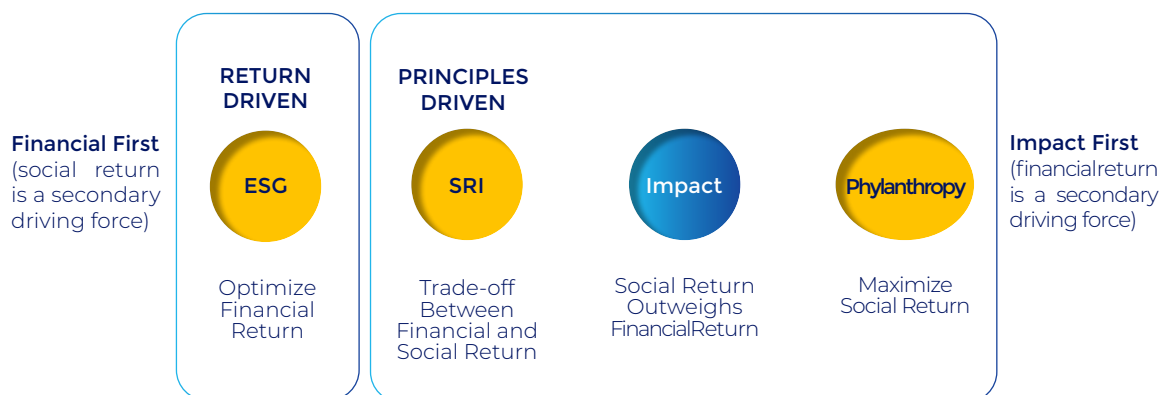 Financial First
(social return
is a secondary
driving force)
RETURN
DRIVEN
ESG
Optimize
Financial
Return
PRINCIPLES
DRIVEN
SRI
Trade-off
Between
Financial and
Social Return
Impact
Social Return
Outweighs
FinancialReturn
Phylanthropy
Maximize
Social Return
Impact First
(financialreturn
is a secondary
driving force)